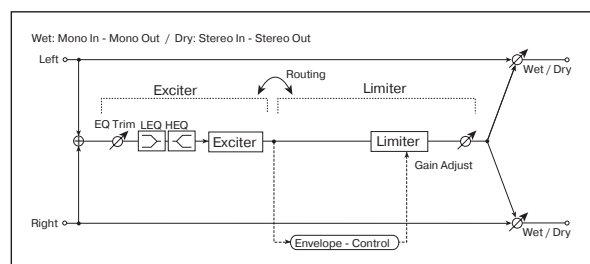 Wet: Mono In - Mono Out / Dry: Stereo In - Stereo Out
Left
Wet / Dry
Routing
Exciter
Limiter
EQ Trim
LEQ
HEQ
Exciter
Limiter
Gain Adjust
Right
Wet / Dry
Envelope - Control